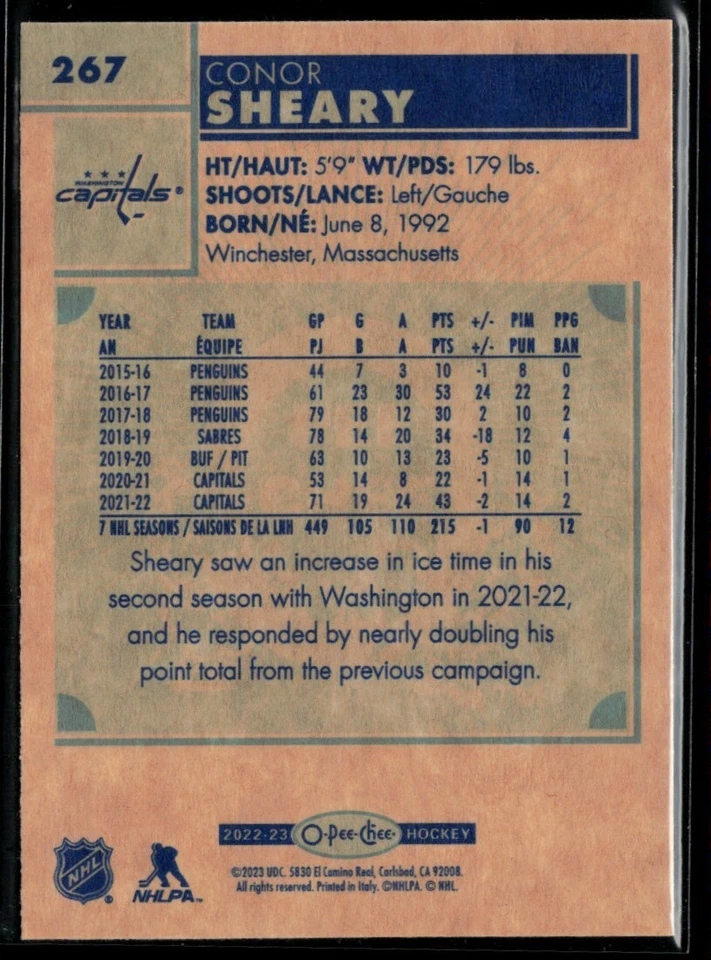 267
CONOR
SHEARY
WASHINGTON
capitals®
HT/HAUT: 5'9" WT/PDS: 179 lbs.
SHOOTS/LANCE: Left/Gauche
BORN/NÉ: June 8, 1992
Winchester, Massachusetts
YEAR TEAM GP G A PTS +/- PIM PPG
AN ÉQUIPE PJ B A PTS +/- PUN BAN
2015-16 PENGUINS 44 7 3 10 -1 8 0
2016-17 PENGUINS 61 23 30 53 24 22 2
2017-18 PENGUINS 79 18 12 30 2 10 2
2018-19 SABRES 78 14 20 34 -18 12 4
2019-20 BUF / PIT 63 10 13 23 -5 10 1
2020-21 CAPITALS 53 14 8 22 -1 14 1
2021-22 CAPITALS 71 19 24 43 -2 14 2
7 NHL SEASONS / SAISONS DE LA LNH 449 105 110 215 -1 90 12
Sheary saw an increase in ice time in his
second season with Washington in 2021-22,
and he responded by nearly doubling his
point total from the previous campaign.
2022-23 O-Pee-Chee HOCKEY
NHL® NHLPA™
©2023 UDC. 5830 El Camino Real, Carlsbad, CA 92008.
All rights reserved. Printed in Italy. ©NHLPA. © NHL.